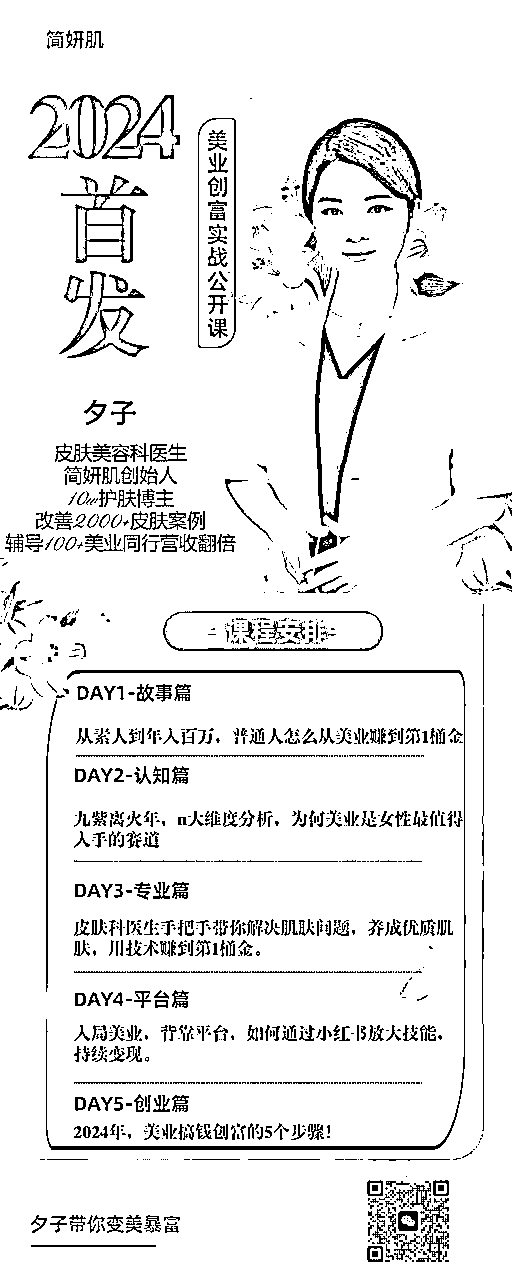 简妍肌
2024
首
发
美业创富实战公开课
夕子
皮肤美容科医生
简妍肌创始人
10w护肤博主
改善2000+皮肤案例
辅导100+美业同行营收翻倍
课程安排
DAY1-故事篇
从素人到年入百万，普通人怎么从美业赚到第1桶金
DAY2-认知篇
九紫离火年，n大维度分析，为何美业是女性最值得
入手的赛道
DAY3-专业篇
皮肤科医生手把手带你解决肌肤问题，养成优质肌
肤，用技术赚到第1桶金。
DAY4-平台篇
入局美业，背靠平台，如何通过小红书放大技能，
持续变现。
DAY5-创业篇
2024年，美业搞钱创富的5个步骤！
夕子带你变美暴富